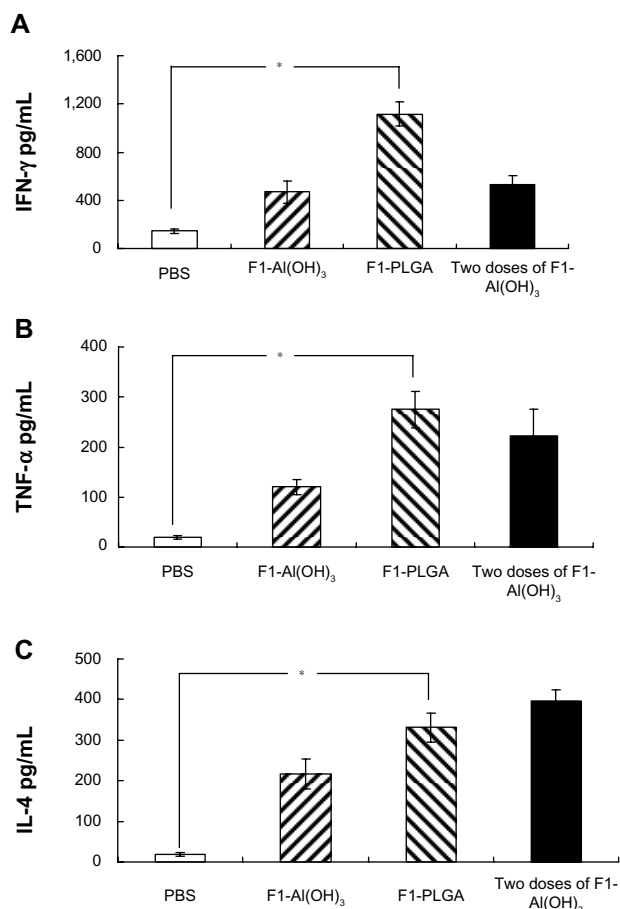 A
IFN-γ pg/mL
1,600
1,200
800
400
0
*
PBS
F1-Al(OH)₃
F1-PLGA
Two doses of F1-
Al(OH)₃
B
TNF-α pg/mL
400
300
200
100
0
*
PBS
F1-Al(OH)₃
F1-PLGA
Two doses of F1-
Al(OH)₃
C
IL-4 pg/mL
500
400
300
200
100
0
*
PBS
F1-Al(OH)₃
F1-PLGA
Two doses of F1-
Al(OH)₃